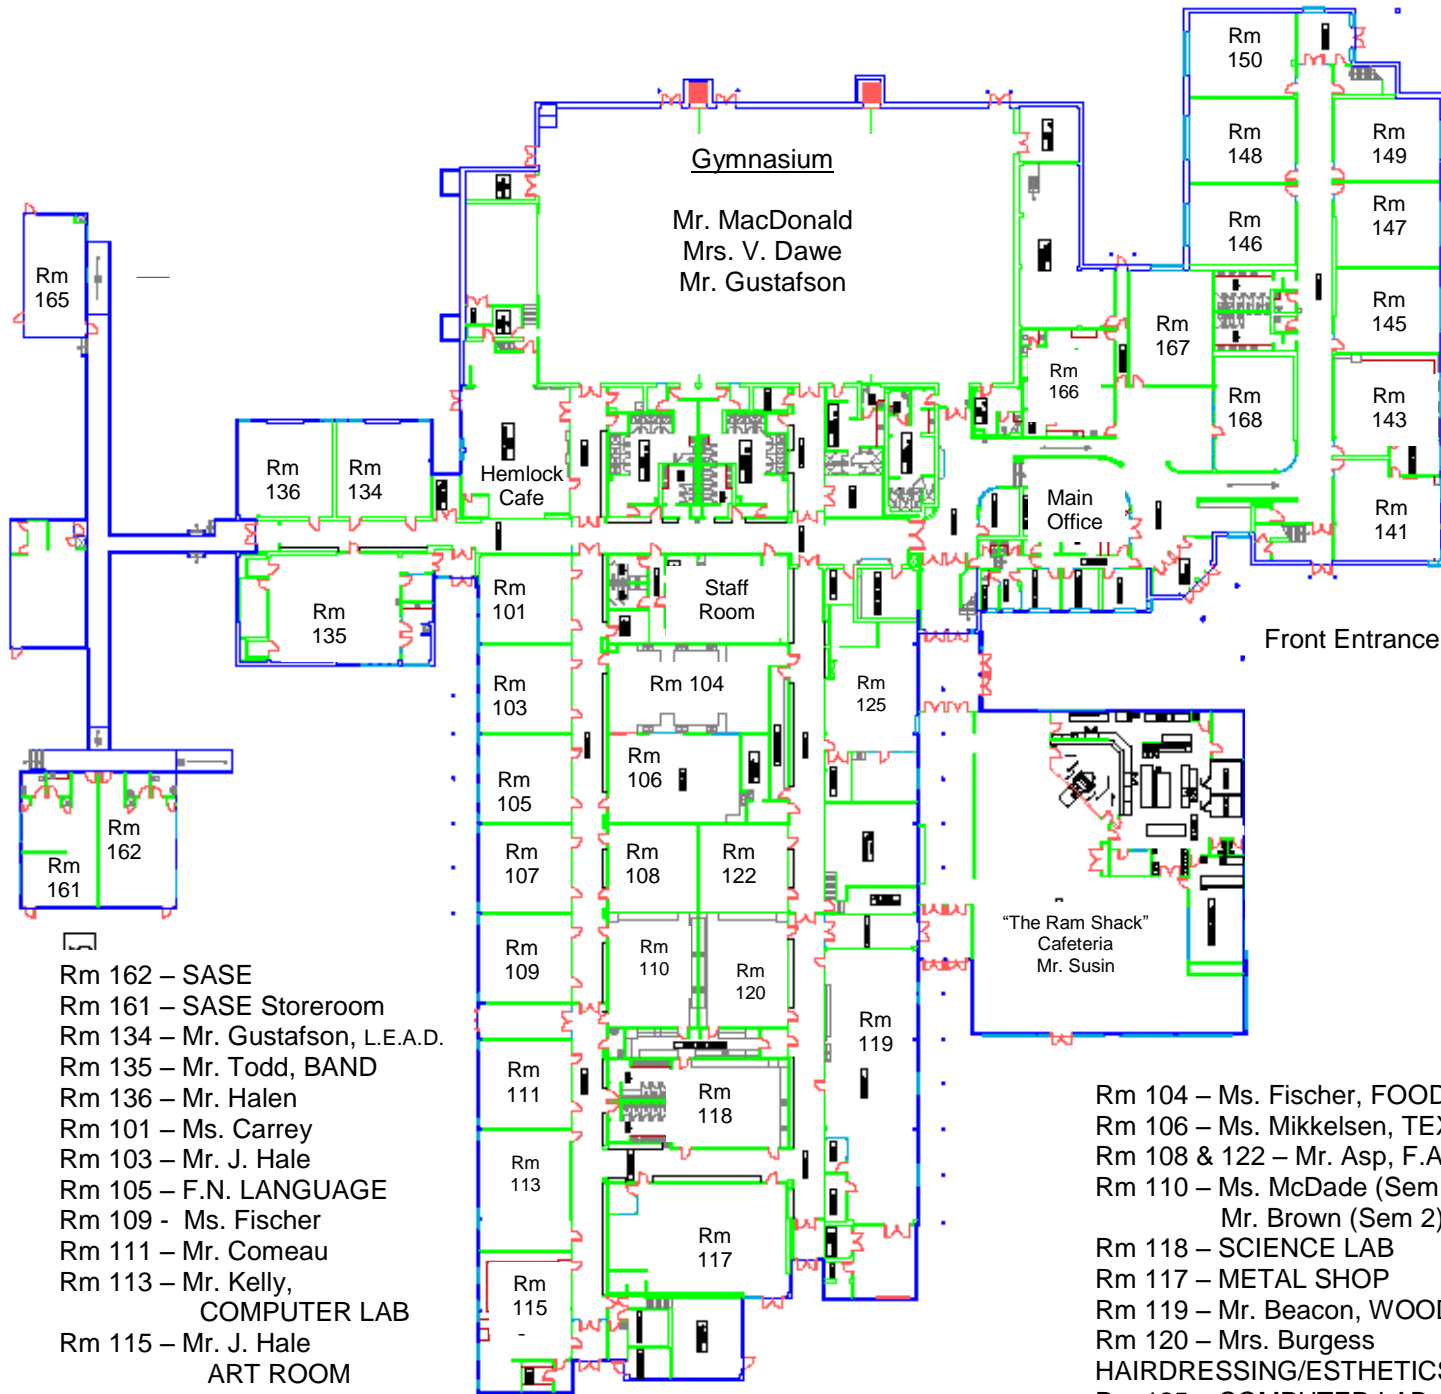 Rm
150
Rm
148
Rm
149
Rm
146
Rm
147
Rm
145
Rm
167
Rm
166
Rm
168
Rm
143
Rm
141
Gymnasium
Mr. MacDonald
Mrs. V. Dawe
Mr. Gustafson
Rm
165
Rm
136
Rm
134
Hemlock
Cafe
Main
Office
Rm
135
Rm
101
Staff
Room
Front Entrance
Rm
103
Rm 104
Rm
125
Rm
105
Rm
106
Rm
162
Rm
161
Rm
107
Rm
108
Rm
122
Rm
109
Rm
110
Rm
120
"The Ram Shack"
Cafeteria
Mr. Susin
Rm
119
Rm
111
Rm
118
Rm
113
Rm
117
Rm
115
-
Rm 162 – SASE
Rm 161 – SASE Storeroom
Rm 134 – Mr. Gustafson, L.E.A.D.
Rm 135 – Mr. Todd, BAND
Rm 136 – Mr. Halen
Rm 101 – Ms. Carrey
Rm 103 – Mr. J. Hale
Rm 105 – F.N. LANGUAGE
Rm 109 - Ms. Fischer
Rm 111 – Mr. Comeau
Rm 113 – Mr. Kelly,
COMPUTER LAB
Rm 115 – Mr. J. Hale
ART ROOM
Rm 104 – Ms. Fischer, FOOD
Rm 106 – Ms. Mikkelsen, TEX
Rm 108 & 122 – Mr. Asp, F.A
Rm 110 – Ms. McDade (Sem
Mr. Brown (Sem 2)
Rm 118 – SCIENCE LAB
Rm 117 – METAL SHOP
Rm 119 – Mr. Beacon, WOOD
Rm 120 – Mrs. Burgess
HAIRDRESSING/ESTHETICS